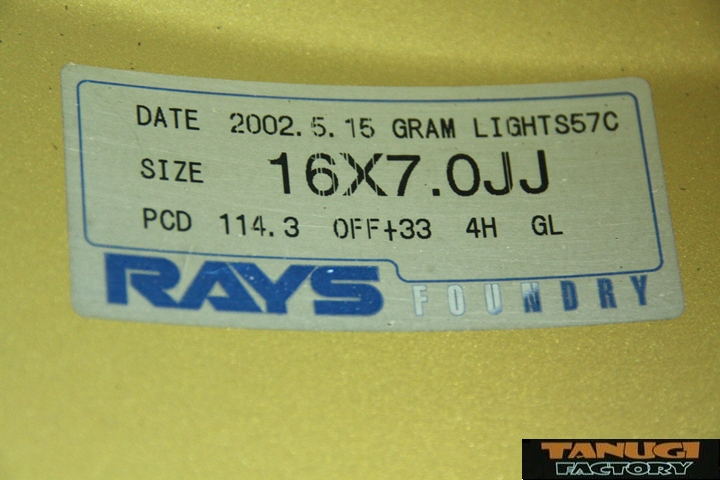 DATE 2002.5.15 GRAM LIGHTS57C
SIZE 16X7.0JJ
PCD 114.3 OFF+33 4H GL
RAYS FOUNDRY
TANUGI
FACTORY